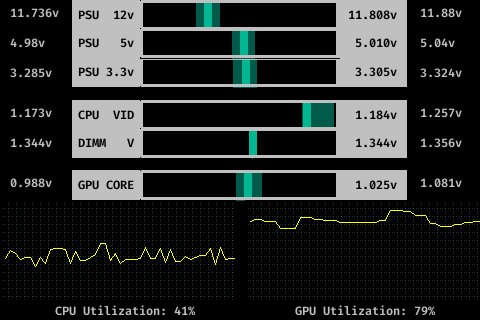 11.736v PSU 12v 11.808v 11.88v
4.98v PSU 5v 5.010v 5.04v
3.285v PSU 3.3v 3.305v 3.324v
1.173v CPU VID 1.184v 1.257v
1.344v DIMM V 1.344v 1.356v
0.988v GPU CORE 1.025v 1.081v
CPU Utilization: 41% GPU Utilization: 79%